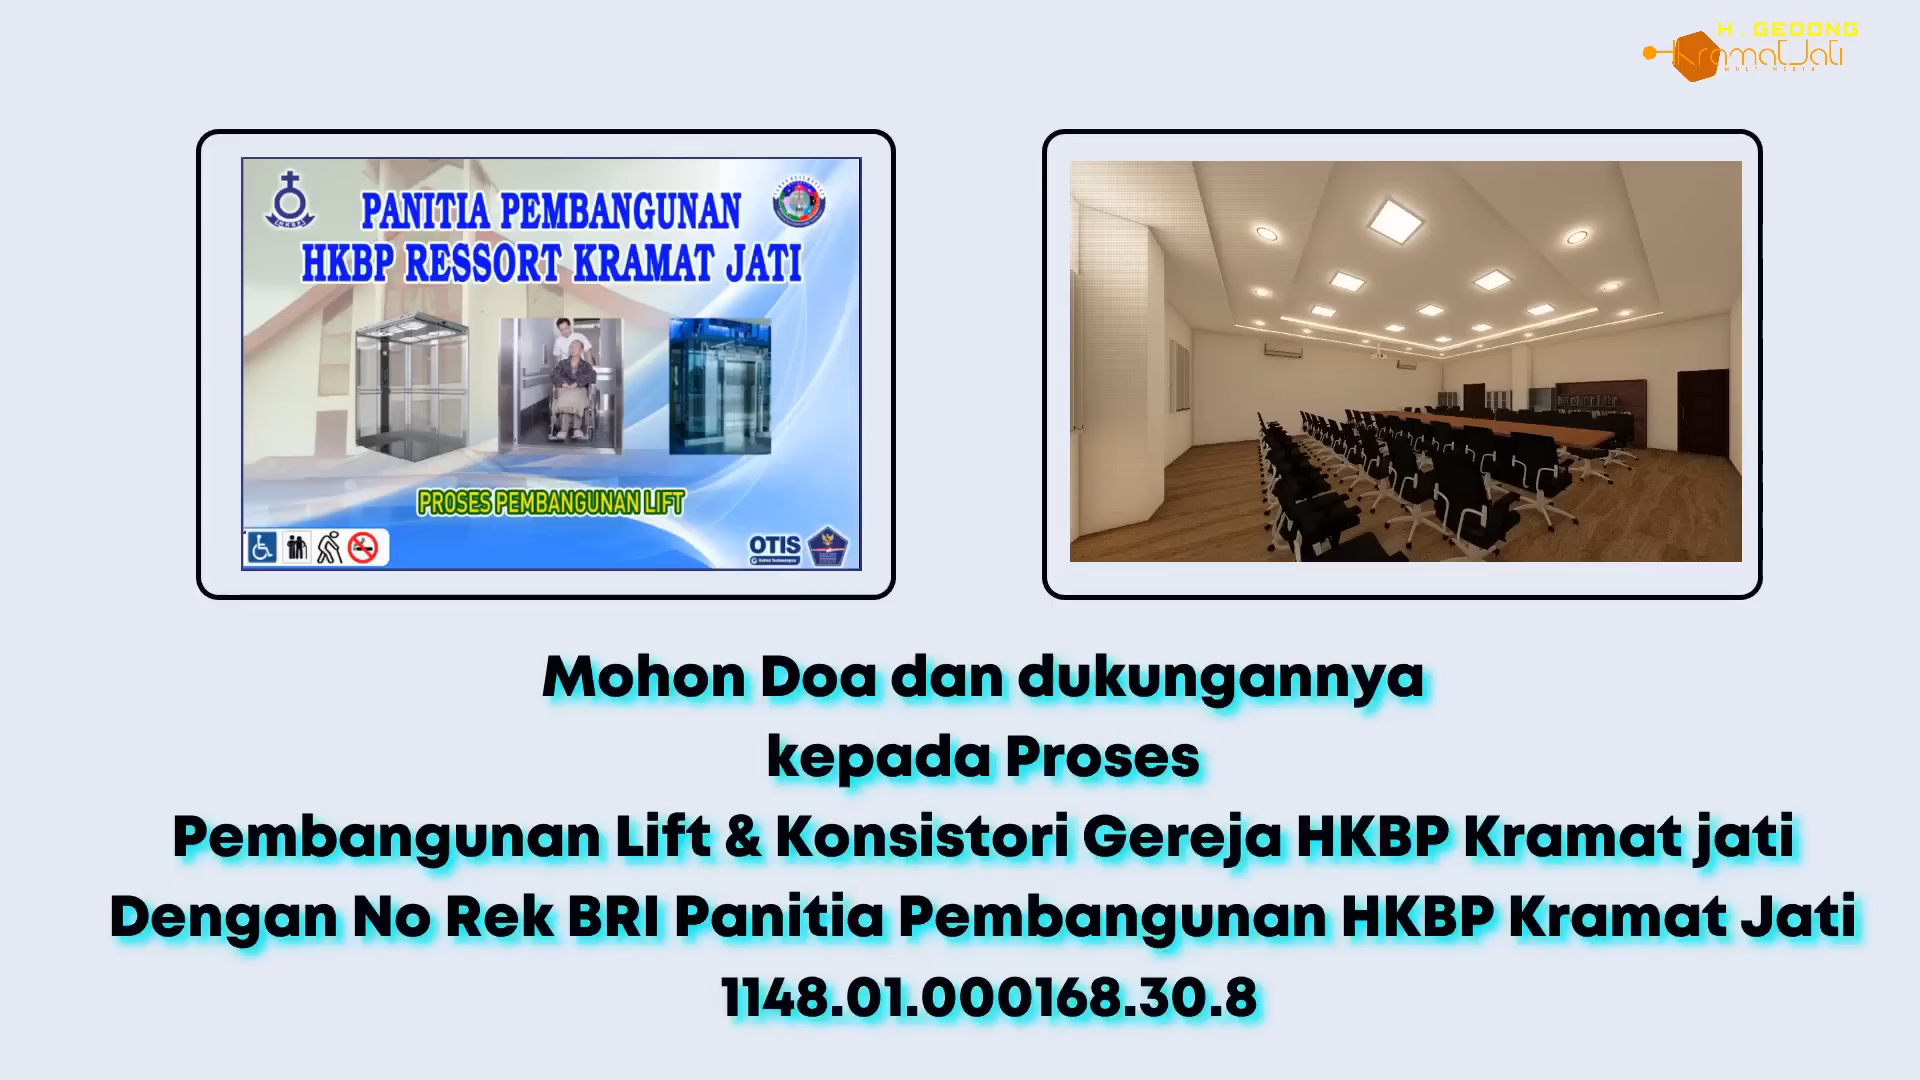 H. GEDONG
KramatJati
MULTIMEDIA
PANITIA PEMBANGUNAN
HKBP RESSORT KRAMAT JATI
PROSES PEMBANGUNAN LIFT
OTIS
Mohon Doa dan dukungannya
kepada Proses
Pembangunan Lift & Konsistori Gereja HKBP Kramat jati
Dengan No Rek BRI Panitia Pembangunan HKBP Kramat Jati
1148.01.000168.30.8